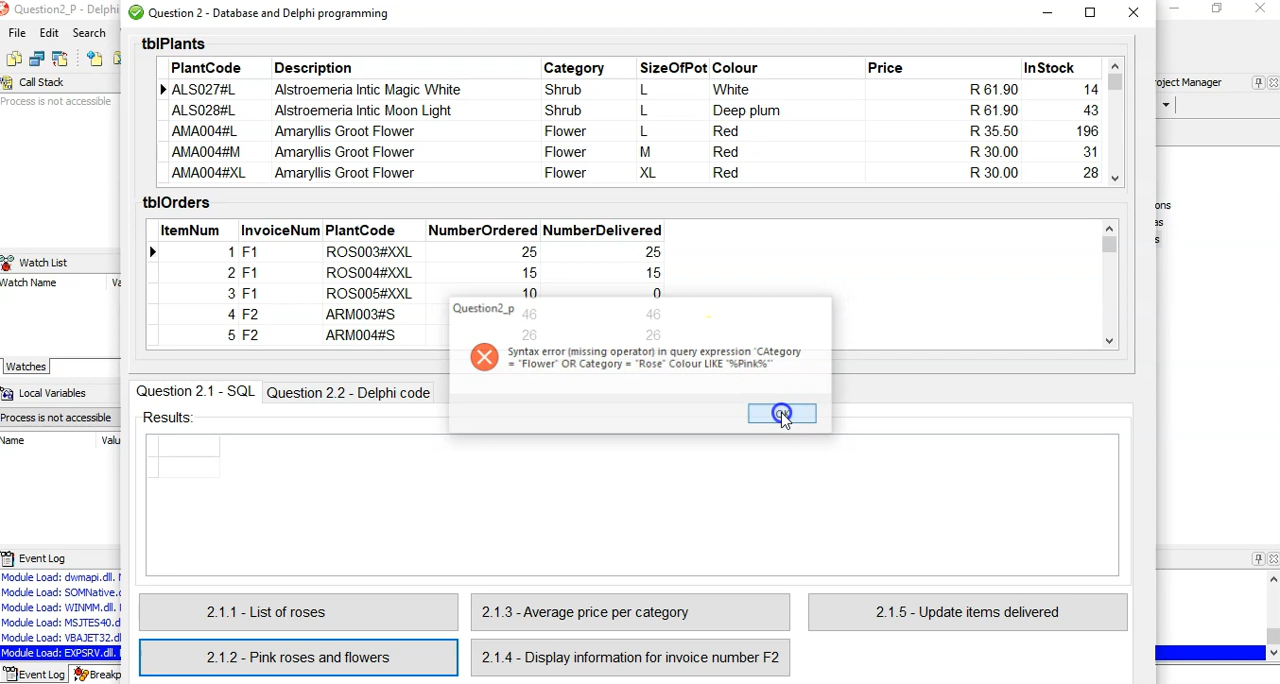 Question2_P - Delphi
Question 2 - Database and Delphi programming
File Edit Search
Call Stack
Process is not accessible
Watch List
Watch Name
Watches
Local Variables
Process is not accessible
Name
Event Log
Module Load: dwmapi.dll.
Module Load: SOMNative.
Module Load: WINMM.dll.
Module Load: MSJTES40.d
Module Load: VBAJET32.d
Module Load: EXPSRV.dll.
Event Log
tblPlants
PlantCode Description Category SizeOfPot Colour Price InStock
ALS027#L Alstroemeria Intic Magic White Shrub L White R 61.90 14
ALS028#L Alstroemeria Intic Moon Light Shrub L Deep plum R 61.90 43
AMA004#L Amaryllis Groot Flower Flower L Red R 35.50 196
AMA004#M Amaryllis Groot Flower Flower M Red R 30.00 31
AMA004#XL Amaryllis Groot Flower Flower XL Red R 30.00 28
tblOrders
ItemNum InvoiceNum PlantCode NumberOrdered NumberDelivered
1 F1 ROS003#XXL 25 25
2 F1 ROS004#XXL 15 15
3 F1 ROS005#XXL 10 0
4 F2 ARM003#S 46 46
5 F2 ARM004#S 26 26
Question2_p
Syntax error (missing operator) in query expression 'CAtegory
= "Flower" OR Category = "Rose" Colour LIKE "%Pink%"'
Question 2.1 - SQL Question 2.2 - Delphi code
Results:
2.1.1 - List of roses
2.1.3 - Average price per category
2.1.5 - Update items delivered
2.1.2 - Pink roses and flowers
2.1.4 - Display information for invoice number F2
roject Manager